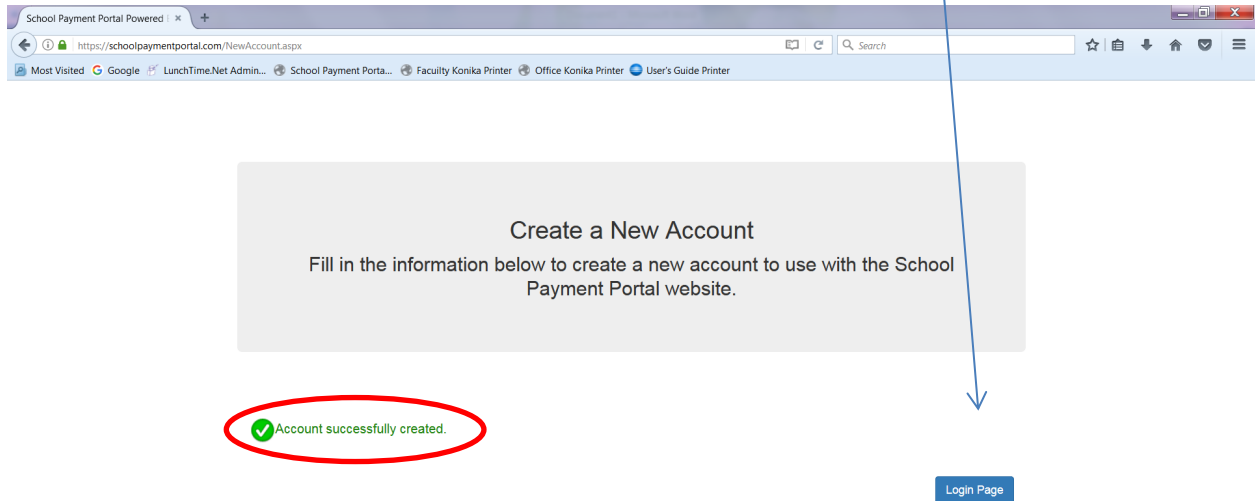 School Payment Portal Powered
https://schoolpaymentportal.com/NewAccount.aspx
Search
Most Visited Google LunchTime.Net Admin... School Payment Porta... Faculity Konika Printer Office Konika Printer User's Guide Printer
Create a New Account
Fill in the information below to create a new account to use with the School
Payment Portal website.
Account successfully created.
Login Page